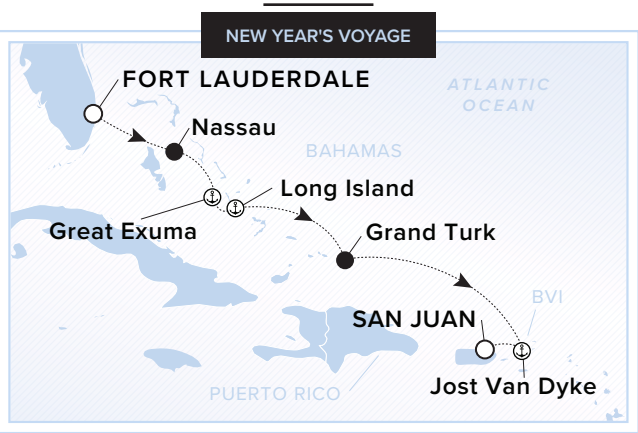 NEW YEAR'S VOYAGE
FORT LAUDERDALE
ATLANTIC
OCEAN
Nassau
BAHAMAS
Long Island
Great Exuma
Grand Turk
BVI
SAN JUAN
Jost Van Dyke
PUERTO RICO